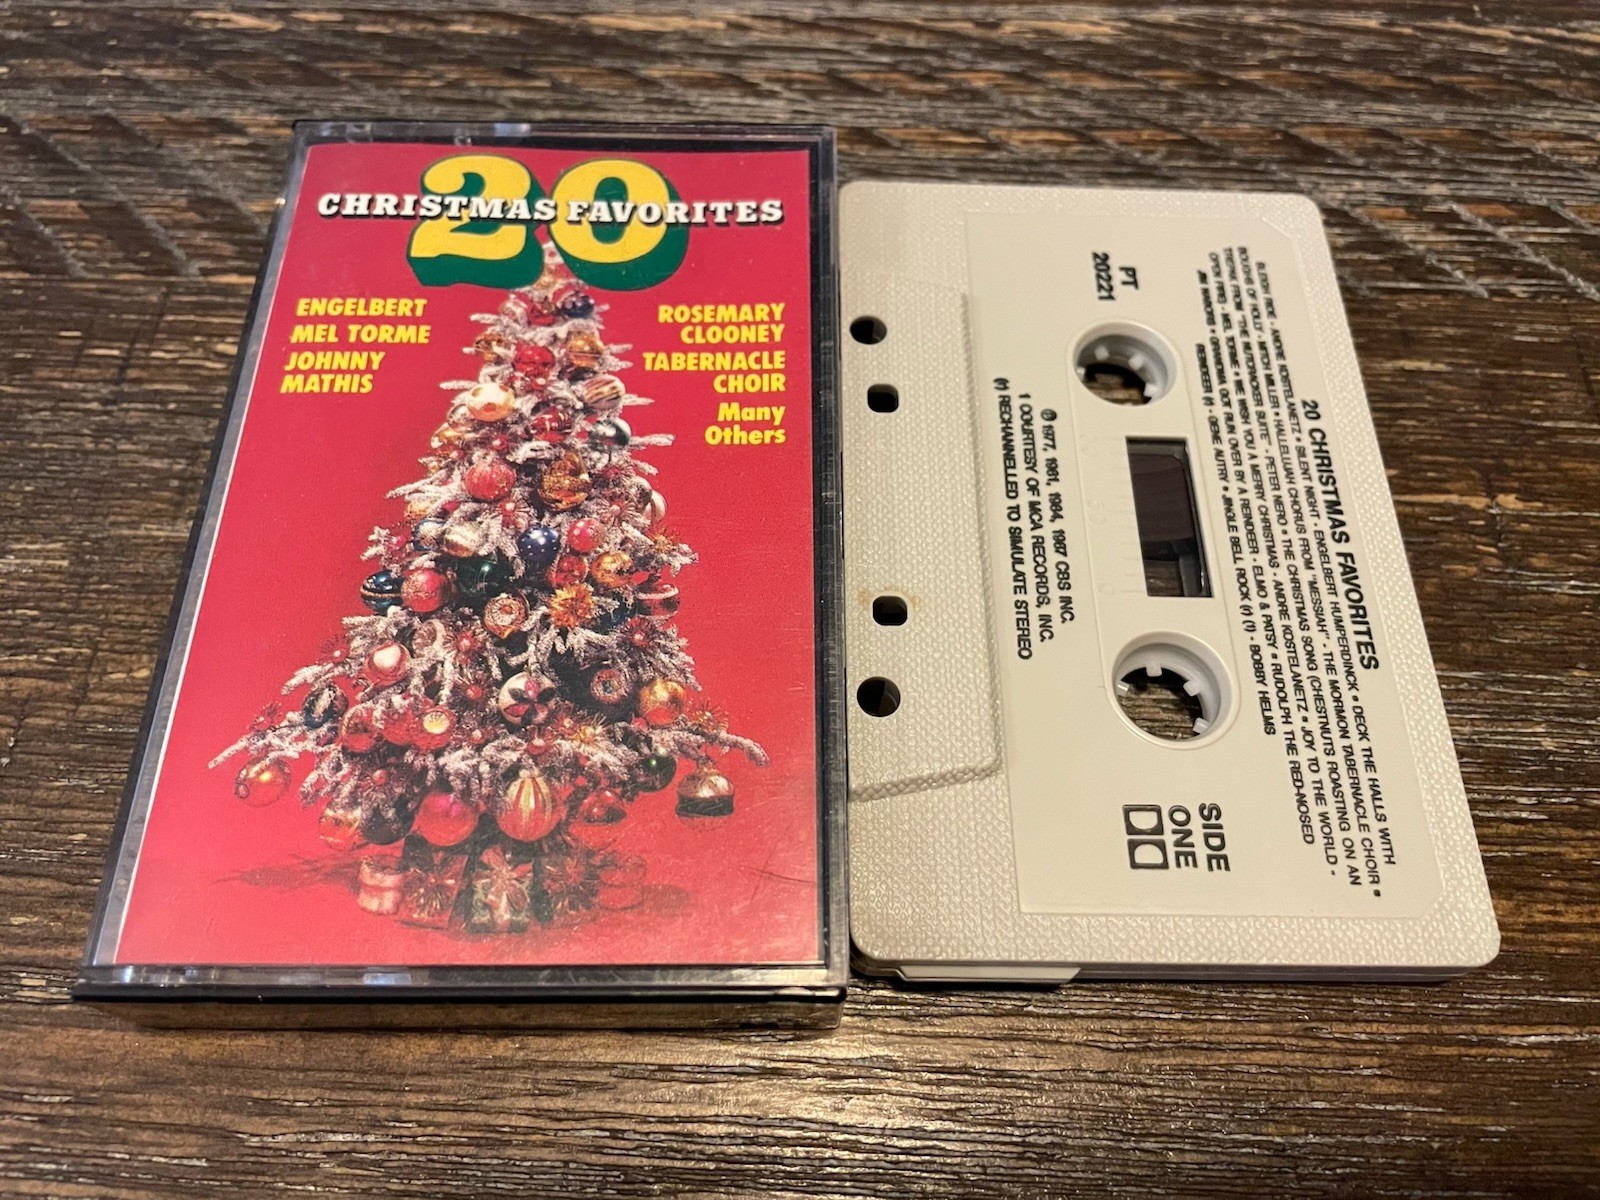 20
CHRISTMAS FAVORITES
ENGELBERT
MEL TORME
JOHNNY
MATHIS
ROSEMARY
CLOONEY
TABERNACLE
CHOIR
Many
Others
20 CHRISTMAS FAVORITES
SLEIGH RIDE - ANDRE KOSTELANETZ • SILENT NIGHT - ENGELBERT HUMPERDINCK • DECK THE HALLS WITH
BOUGHS OF HOLLY - MITCH MILLER • HALLELUJAH CHORUS FROM "MESSIAH" - THE MORMON TABERNACLE CHOIR •
TREPAK FROM "THE NUTCRACKER SUITE" - PETER NERO • THE CHRISTMAS SONG (CHESTNUTS ROASTING ON AN
OPEN FIRE) - MEL TORME • WE WISH YOU A MERRY CHRISTMAS - ANDRE KOSTELANETZ • JOY TO THE WORLD -
JIM NABORS • GRANDMA GOT RUN OVER BY A REINDEER - ELMO & PATSY • RUDOLPH THE RED-NOSED
REINDEER (r) - GENE AUTRY • JINGLE BELL ROCK (r) (1) - BOBBY HELMS
PT
20221
SIDE
ONE
℗ 1977, 1981, 1984, 1987 CBS INC.
1 COURTESY OF MCA RECORDS, INC.
(r) RECHANNELLED TO SIMULATE STEREO